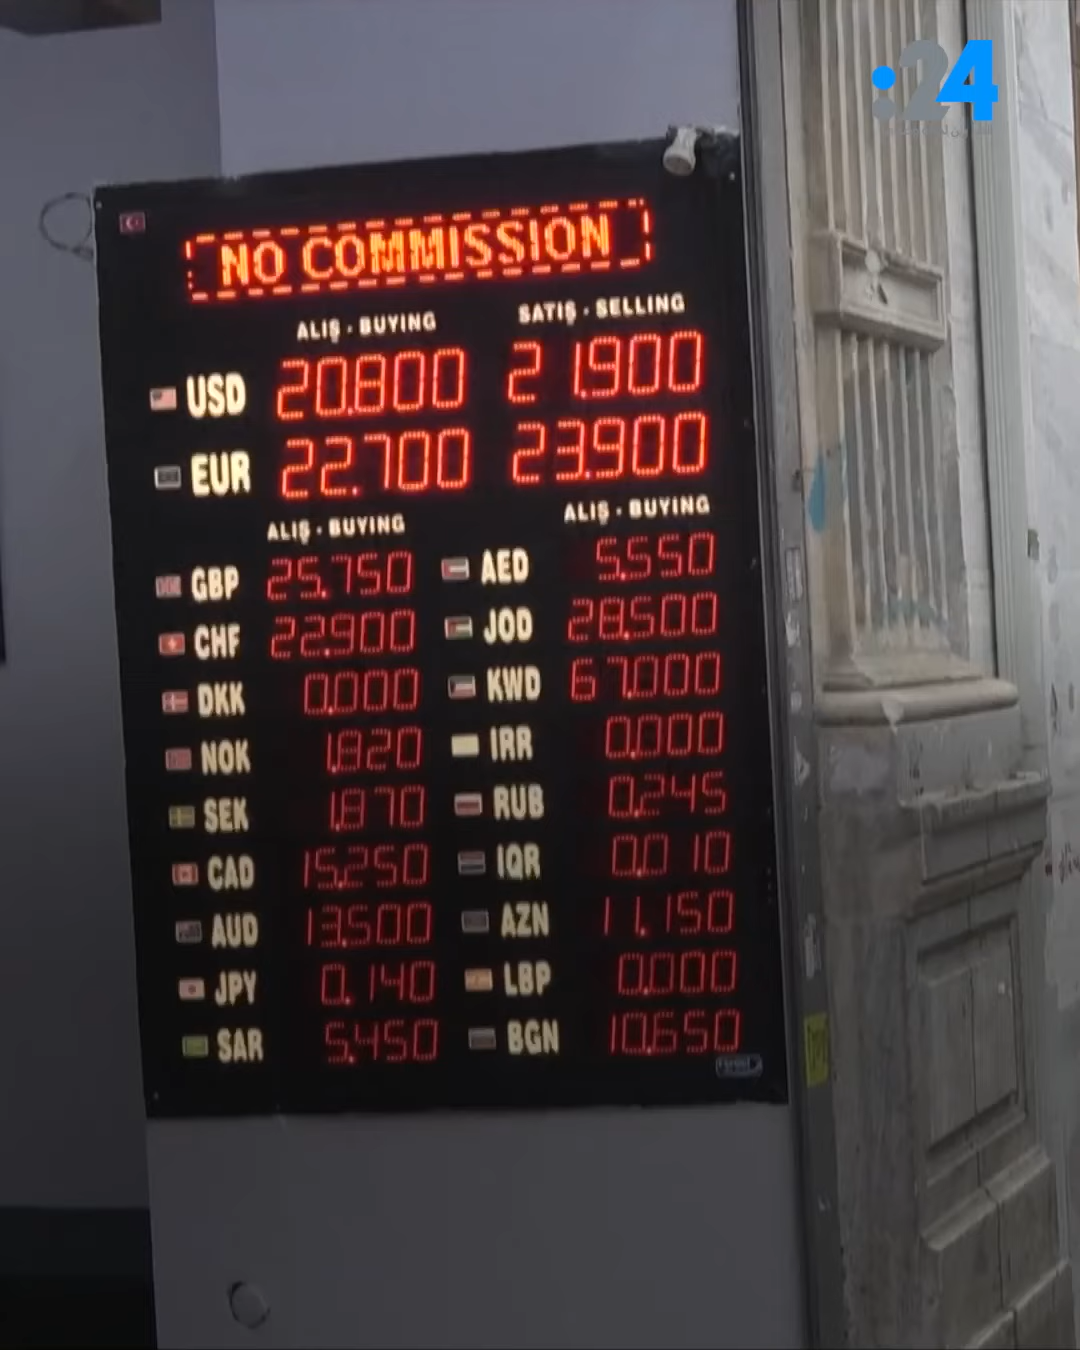 :24
NO COMMISSION
ALIŞ - BUYING SATIŞ - SELLING
USD 20.800 21.900
EUR 22.700 23.900
ALIŞ - BUYING ALIŞ - BUYING
GBP 25.750 AED 5.550
CHF 22.900 JOD 28.500
DKK 0.000 KWD 67.000
NOK 1.820 IRR 0.000
SEK 1.870 RUB 0.245
CAD 15.250 IQR 0.010
AUD 13.500 AZN 11.150
JPY 0.140 LBP 0.000
SAR 5.450 BGN 10.650